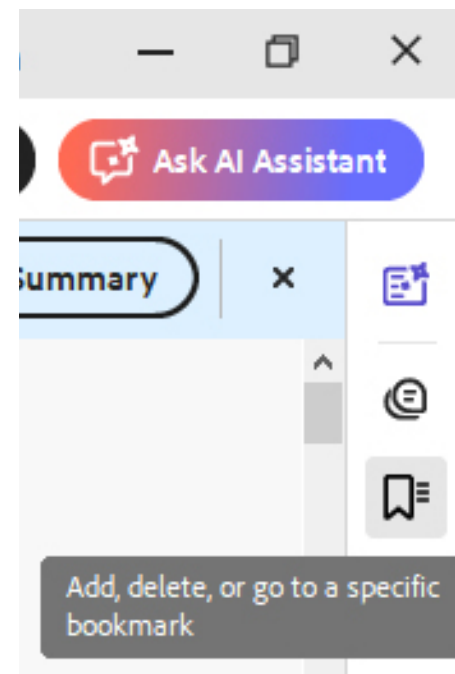 Ask AI Assistant
Summary
Add, delete, or go to a specific
bookmark